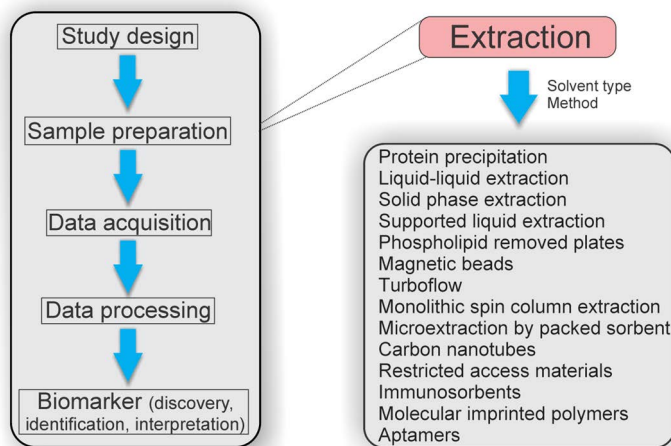 Study design
Sample preparation
Data acquisition
Data processing
Biomarker (discovery,
identification, interpretation)
Extraction
Solvent type
Method
Protein precipitation
Liquid-liquid extraction
Solid phase extraction
Supported liquid extraction
Phospholipid removed plates
Magnetic beads
Turboflow
Monolithic spin column extraction
Microextraction by packed sorbent
Carbon nanotubes
Restricted access materials
Immunosorbents
Molecular imprinted polymers
Aptamers